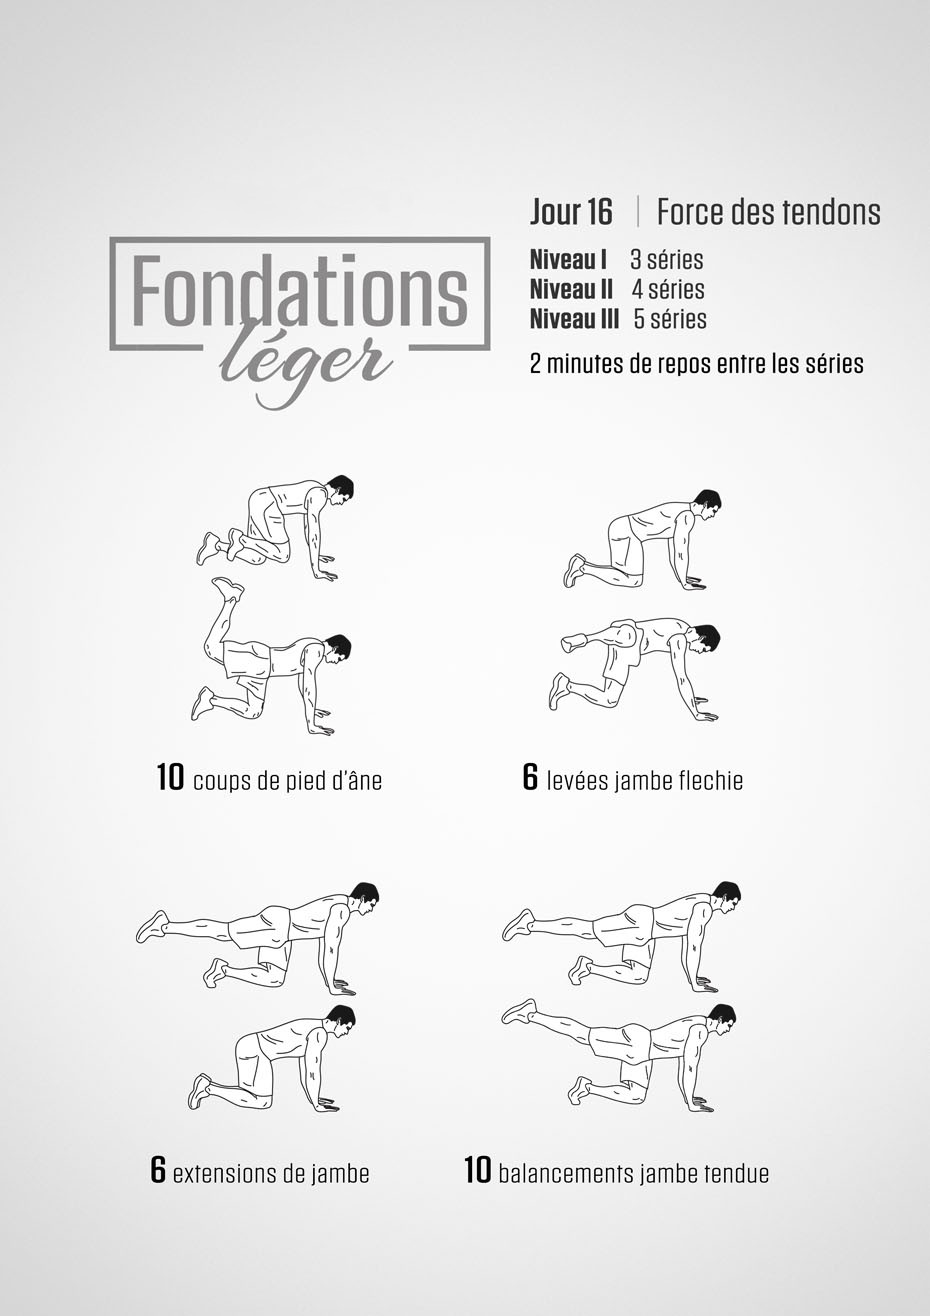 Fondations
léger
Jour 16 | Force des tendons
Niveau I 3 séries
Niveau II 4 séries
Niveau III 5 séries
2 minutes de repos entre les séries
10 coups de pied d'âne
6 levées jambe flechie
6 extensions de jambe
10 balancements jambe tendue